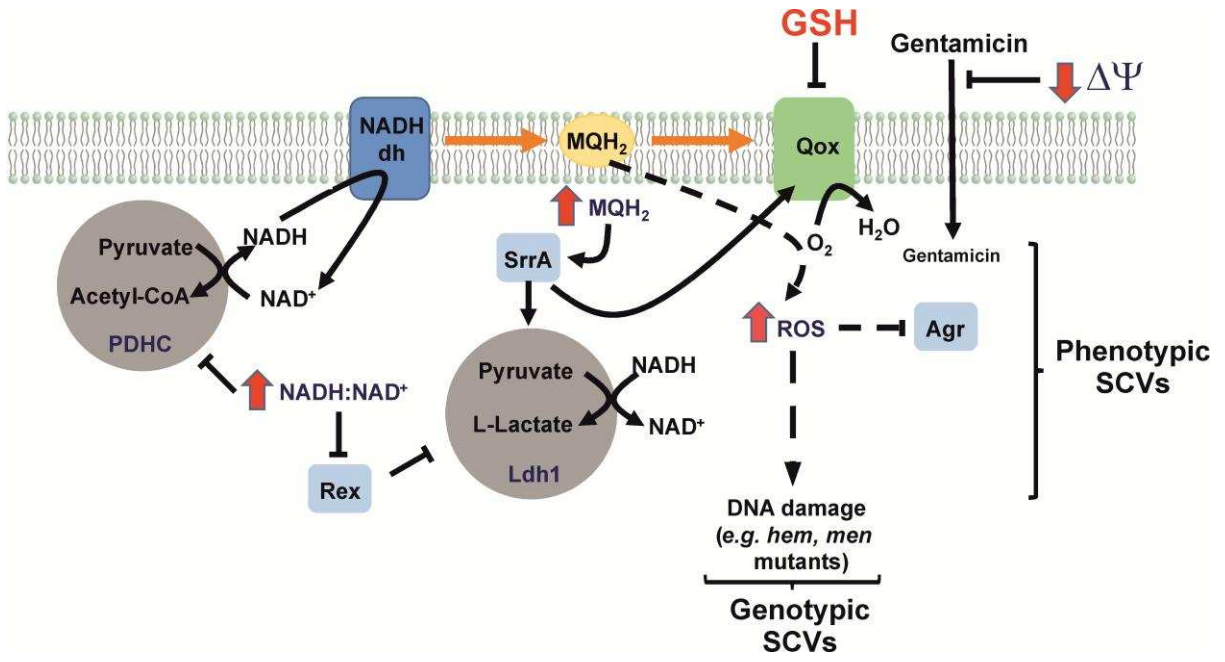 GSH
Gentamicin
ΔΨ
NADH
dh
MQH₂
Qox
MQH₂
NADH
Pyruvate
Acetyl-CoA
NAD⁺
PDHC
SrrA
O₂
H₂O
Gentamicin
ROS
Agr
Phenotypic
SCVs
NADH:NAD⁺
Pyruvate
NADH
L-Lactate
NAD⁺
Ldh1
Rex
DNA damage
(e.g. hem, men
mutants)
Genotypic
SCVs